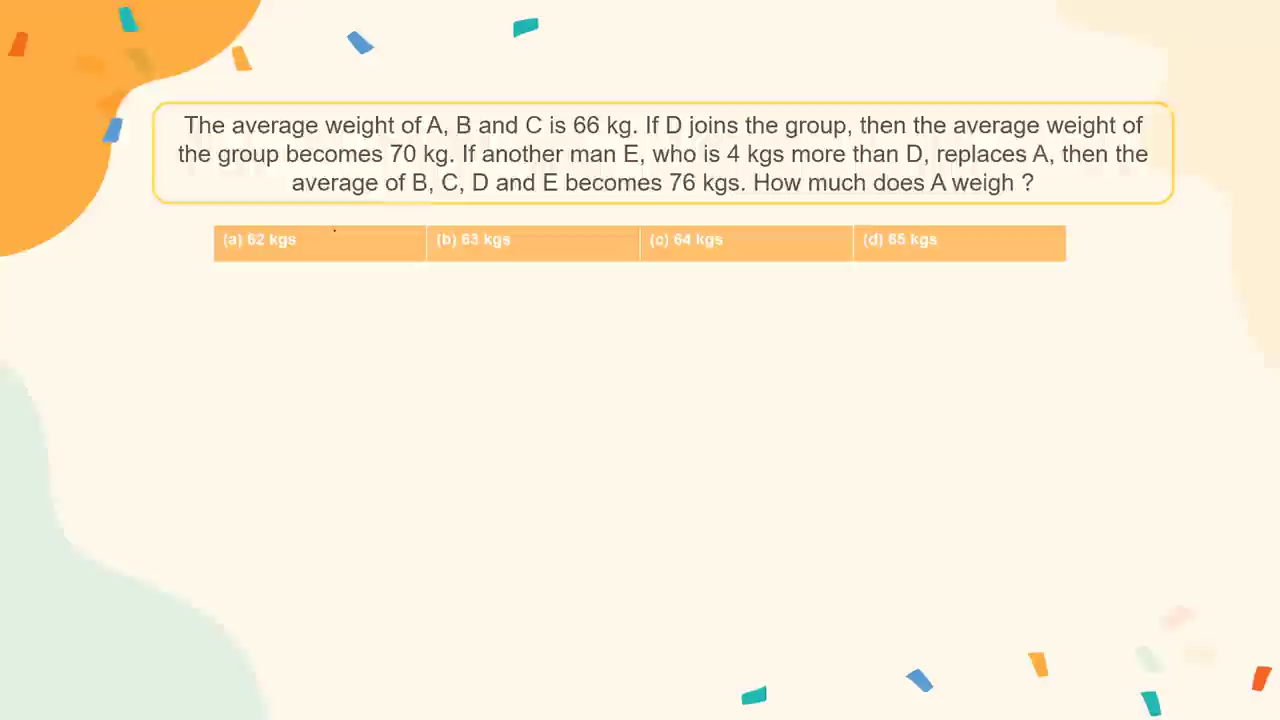 The average weight of A, B and C is 66 kg. If D joins the group, then the average weight of
the group becomes 70 kg. If another man E, who is 4 kgs more than D, replaces A, then the
average of B, C, D and E becomes 76 kgs. How much does A weigh ?
(a) 62 kgs (b) 63 kgs (c) 64 kgs (d) 65 kgs